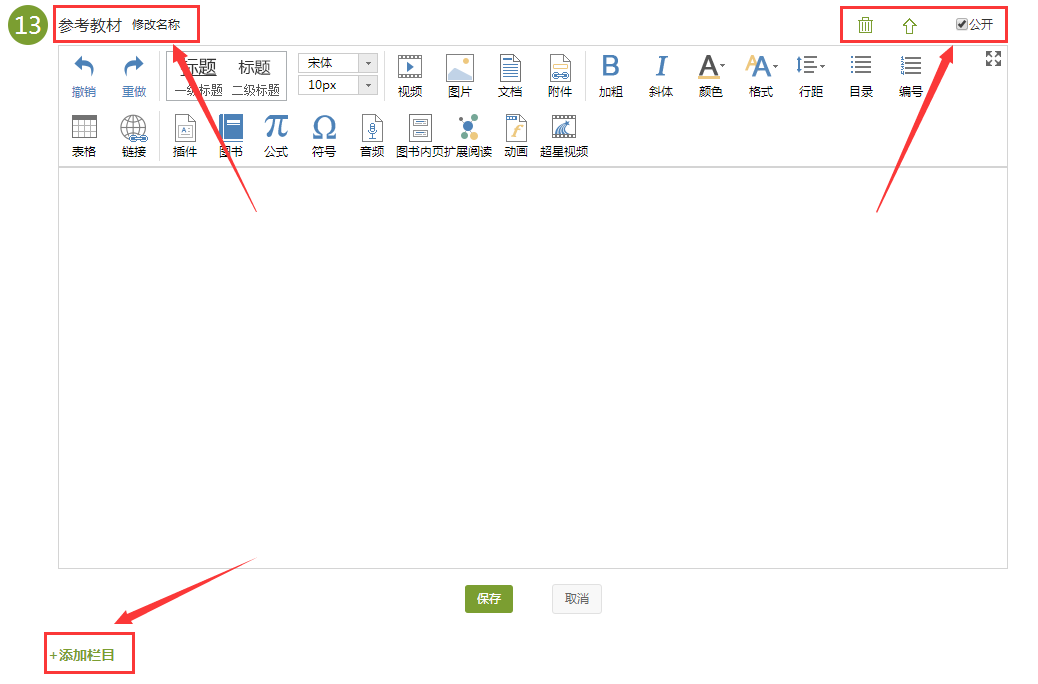 13 参考教材 修改名称 公开
标题 标题 宋体
一级标题 二级标题 10px
撤销 重做 视频 图片 文档 附件 加粗 斜体 颜色 格式 行距 目录 编号
表格 链接 插件 图书 公式 符号 音频 图书内页 扩展阅读 动画 超星视频
保存 取消
+添加栏目